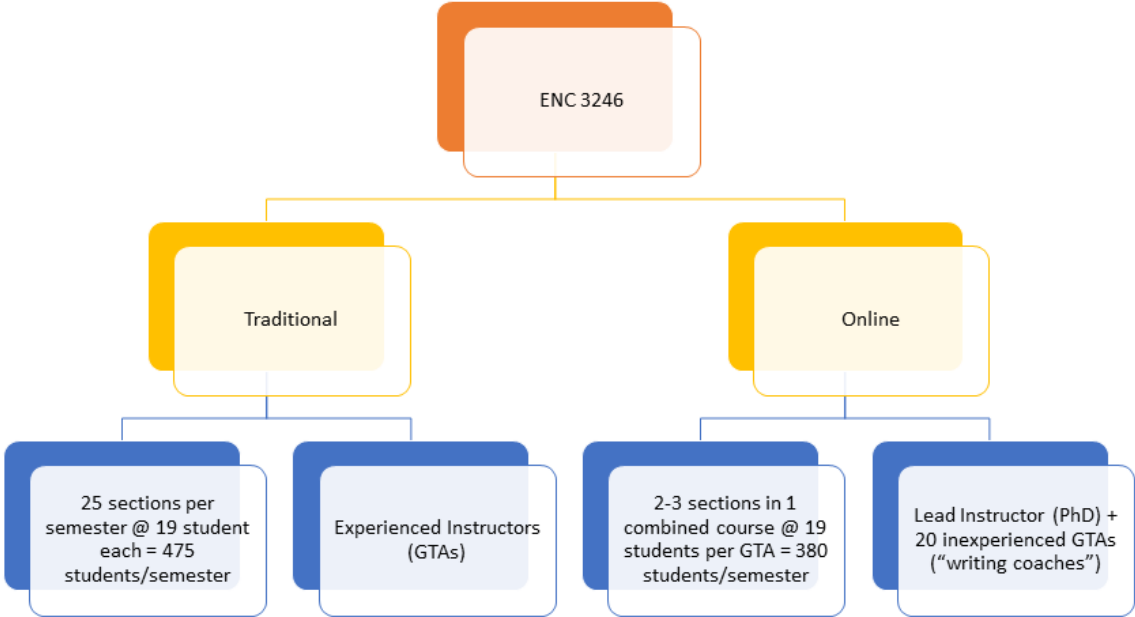 ENC 3246
Traditional
Online
25 sections per
semester @ 19 student
each = 475
students/semester
Experienced Instructors
(GTAs)
2-3 sections in 1
combined course @ 19
students per GTA = 380
students/semester
Lead Instructor (PhD) +
20 inexperienced GTAs
(“writing coaches”)